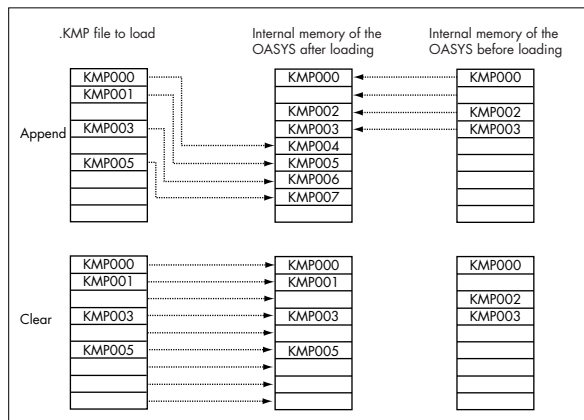 .KMP file to load
Internal memory of the
OASYS after loading
Internal memory of the
OASYS before loading
Append
KMP000
KMP001
KMP003
KMP005
KMP000
KMP002
KMP003
KMP004
KMP005
KMP006
KMP007
KMP000
KMP002
KMP003
Clear
KMP000
KMP001
KMP003
KMP005
KMP000
KMP001
KMP003
KMP005
KMP000
KMP002
KMP003